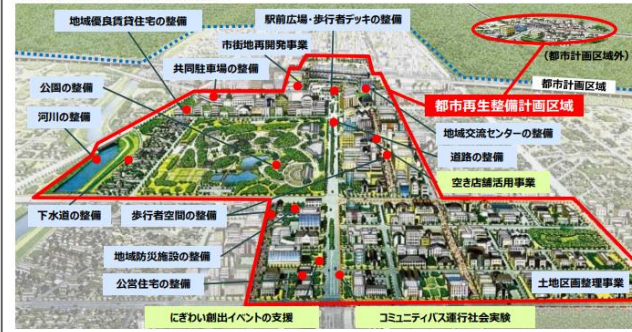 地域優良賃貸住宅の整備
駅前広場・歩行者デッキの整備
市街地再開発事業
共同駐車場の整備
(都市計画区域外)
公園の整備
都市計画区域
河川の整備
都市再生整備計画区域
地域交流センターの整備
道路の整備
空き店舗活用事業
下水道の整備
歩行者空間の整備
地域防災施設の整備
公営住宅の整備
土地区画整理事業
にぎわい創出イベントの支援
コミュニティバス運行社会実験